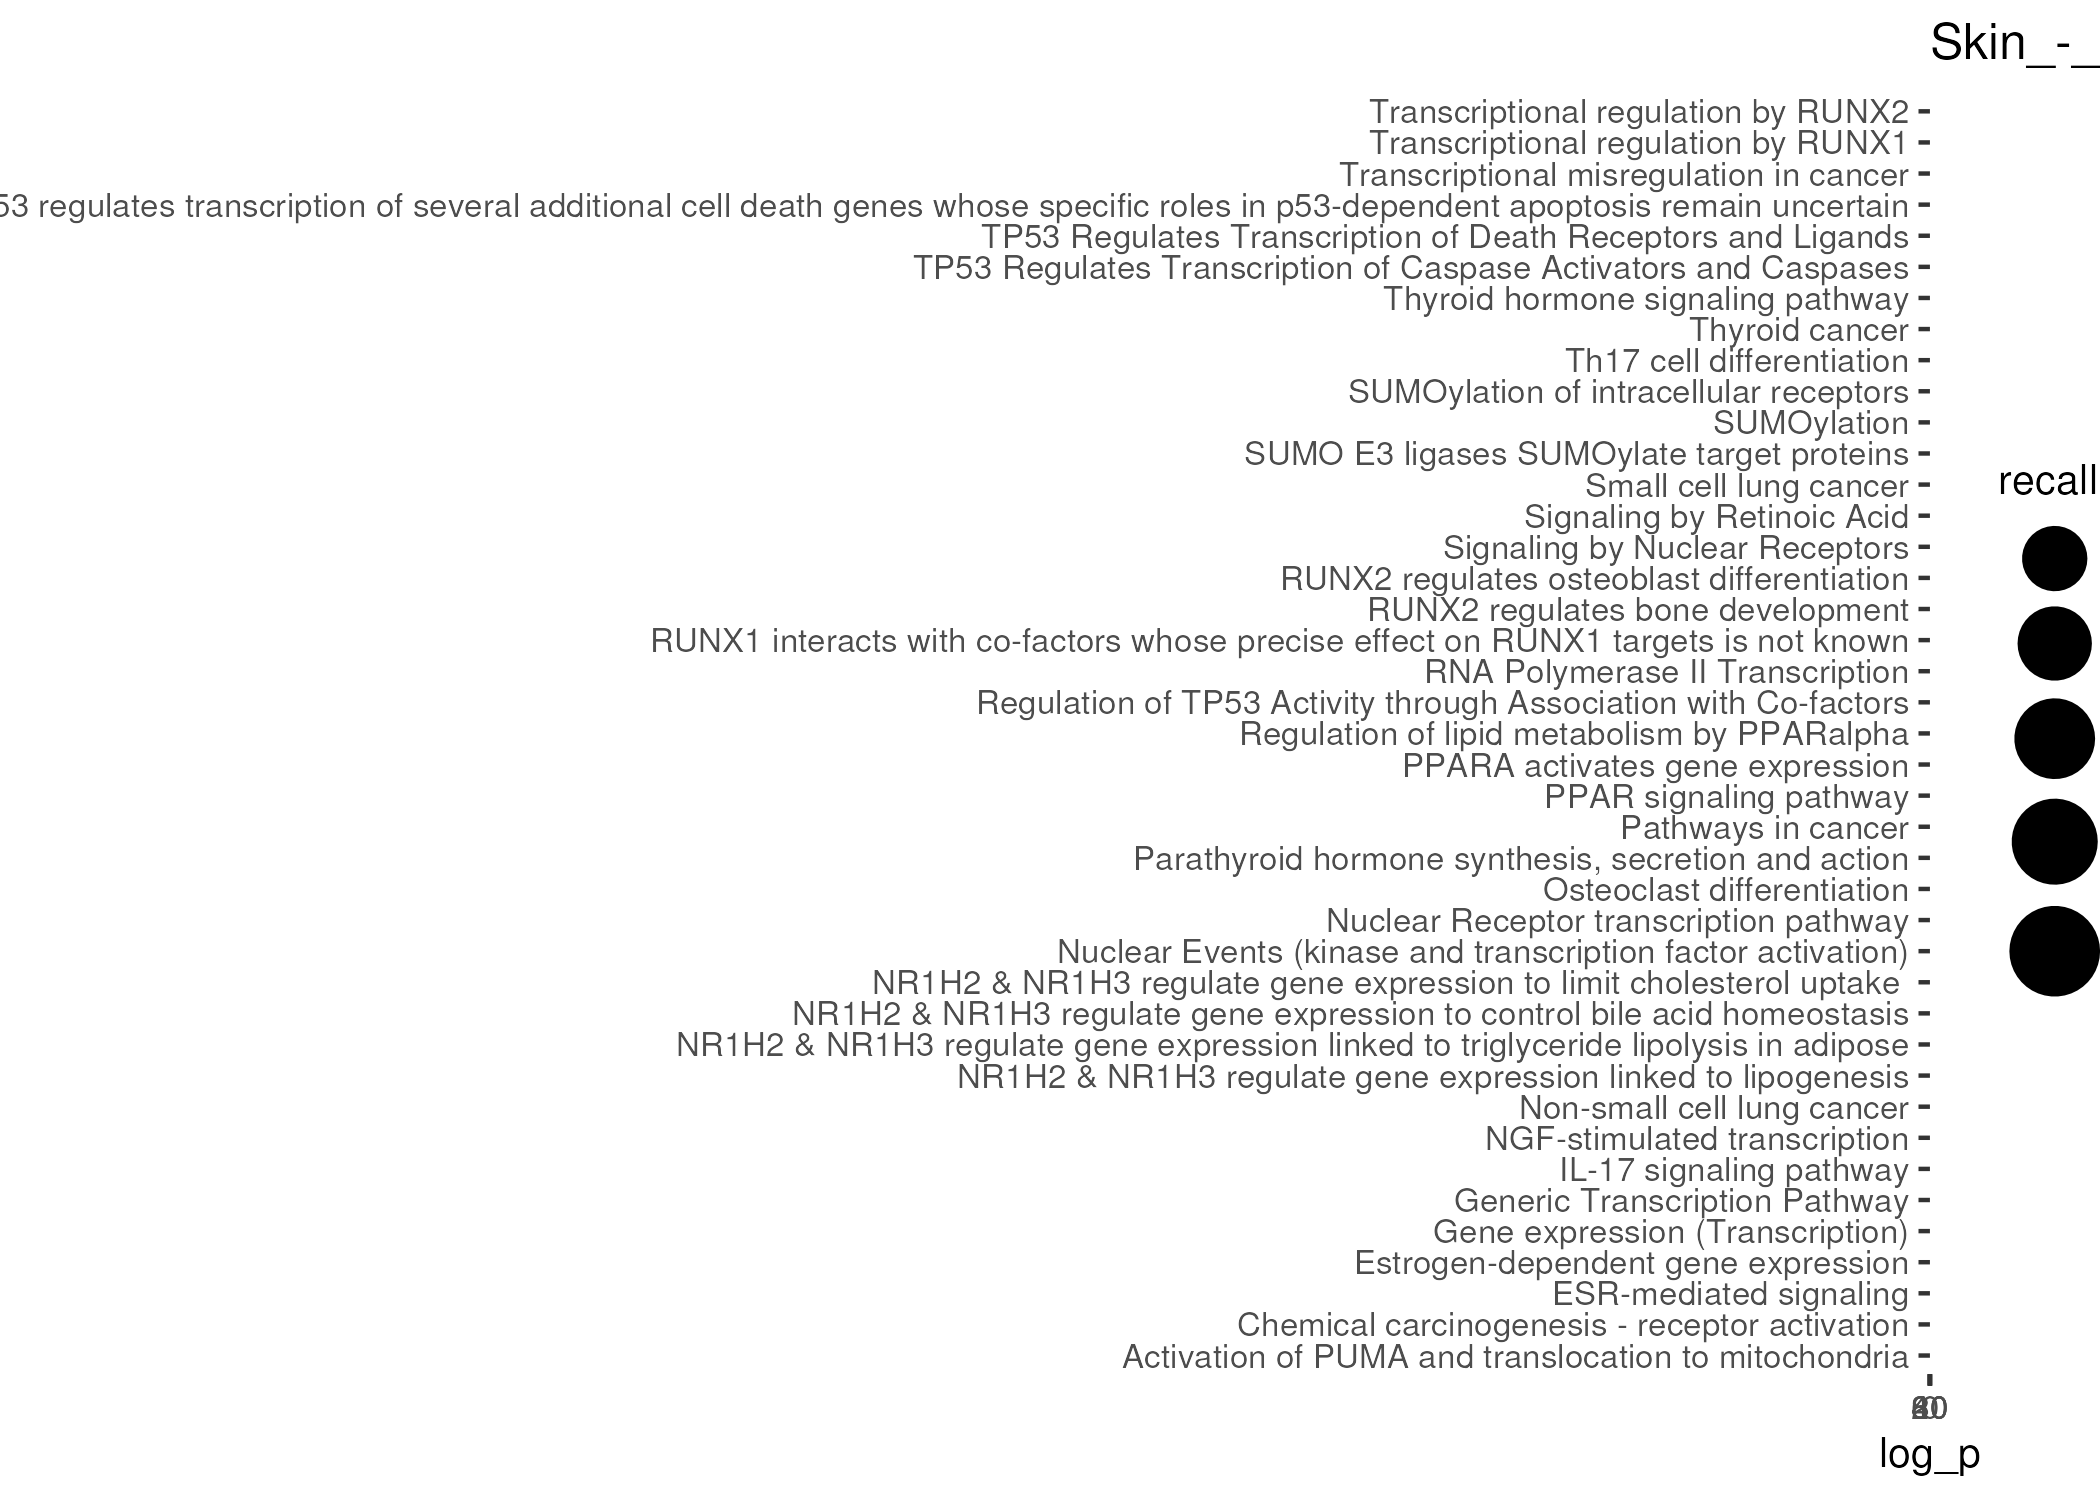 Skin_-_
Transcriptional regulation by RUNX2
Transcriptional regulation by RUNX1
Transcriptional misregulation in cancer
53 regulates transcription of several additional cell death genes whose specific roles in p53-dependent apoptosis remain uncertain
TP53 Regulates Transcription of Death Receptors and Ligands
TP53 Regulates Transcription of Caspase Activators and Caspases
Thyroid hormone signaling pathway
Thyroid cancer
Th17 cell differentiation
SUMOylation of intracellular receptors
SUMOylation
SUMO E3 ligases SUMOylate target proteins
Small cell lung cancer
Signaling by Retinoic Acid
Signaling by Nuclear Receptors
RUNX2 regulates osteoblast differentiation
RUNX2 regulates bone development
RUNX1 interacts with co-factors whose precise effect on RUNX1 targets is not known
RNA Polymerase II Transcription
Regulation of TP53 Activity through Association with Co-factors
Regulation of lipid metabolism by PPARalpha
PPARA activates gene expression
PPAR signaling pathway
Pathways in cancer
Parathyroid hormone synthesis, secretion and action
Osteoclast differentiation
Nuclear Receptor transcription pathway
Nuclear Events (kinase and transcription factor activation)
NR1H2 & NR1H3 regulate gene expression to limit cholesterol uptake
NR1H2 & NR1H3 regulate gene expression to control bile acid homeostasis
NR1H2 & NR1H3 regulate gene expression linked to triglyceride lipolysis in adipose
NR1H2 & NR1H3 regulate gene expression linked to lipogenesis
Non-small cell lung cancer
NGF-stimulated transcription
IL-17 signaling pathway
Generic Transcription Pathway
Gene expression (Transcription)
Estrogen-dependent gene expression
ESR-mediated signaling
Chemical carcinogenesis - receptor activation
Activation of PUMA and translocation to mitochondria
log_p
recall